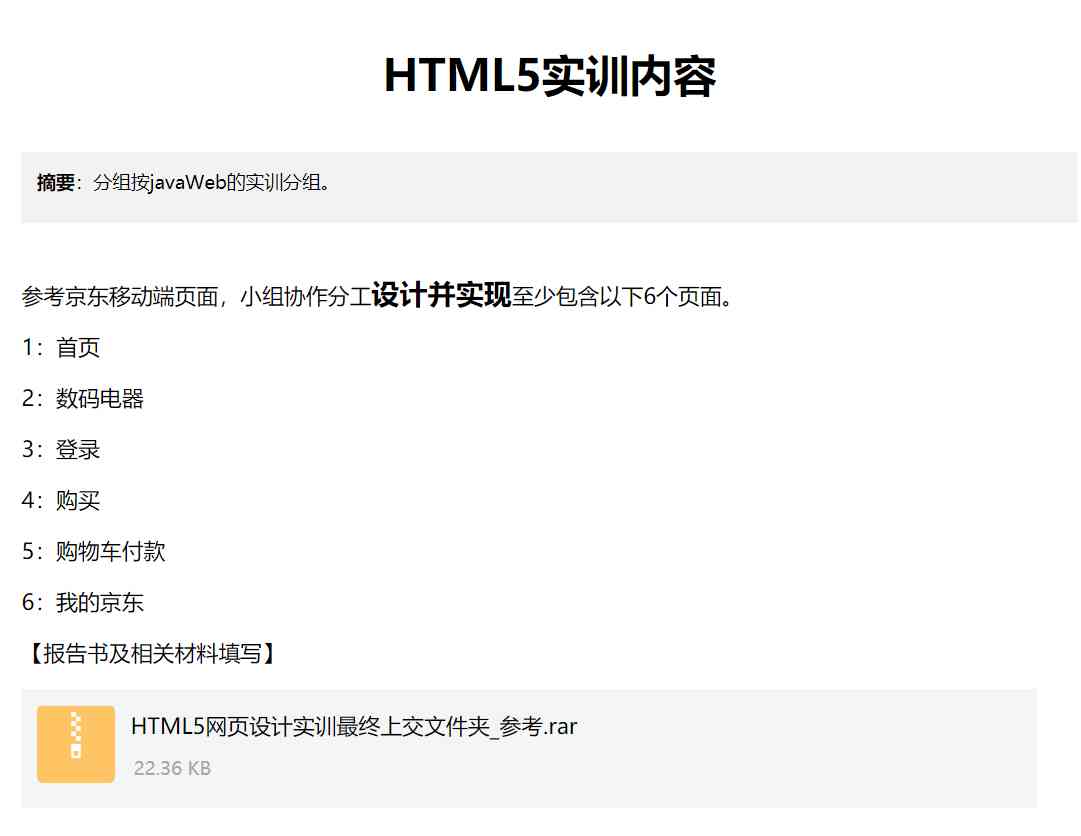 HTML5实训内容
摘要：分组按javaWeb的实训分组。
参考京东移动端页面，小组协作分工设计并实现至少包含以下6个页面。
1：首页
2：数码电器
3：登录
4：购买
5：购物车付款
6：我的京东
【报告书及相关材料填写】
HTML5网页设计实训最终上交文件夹_参考.rar
22.36 KB